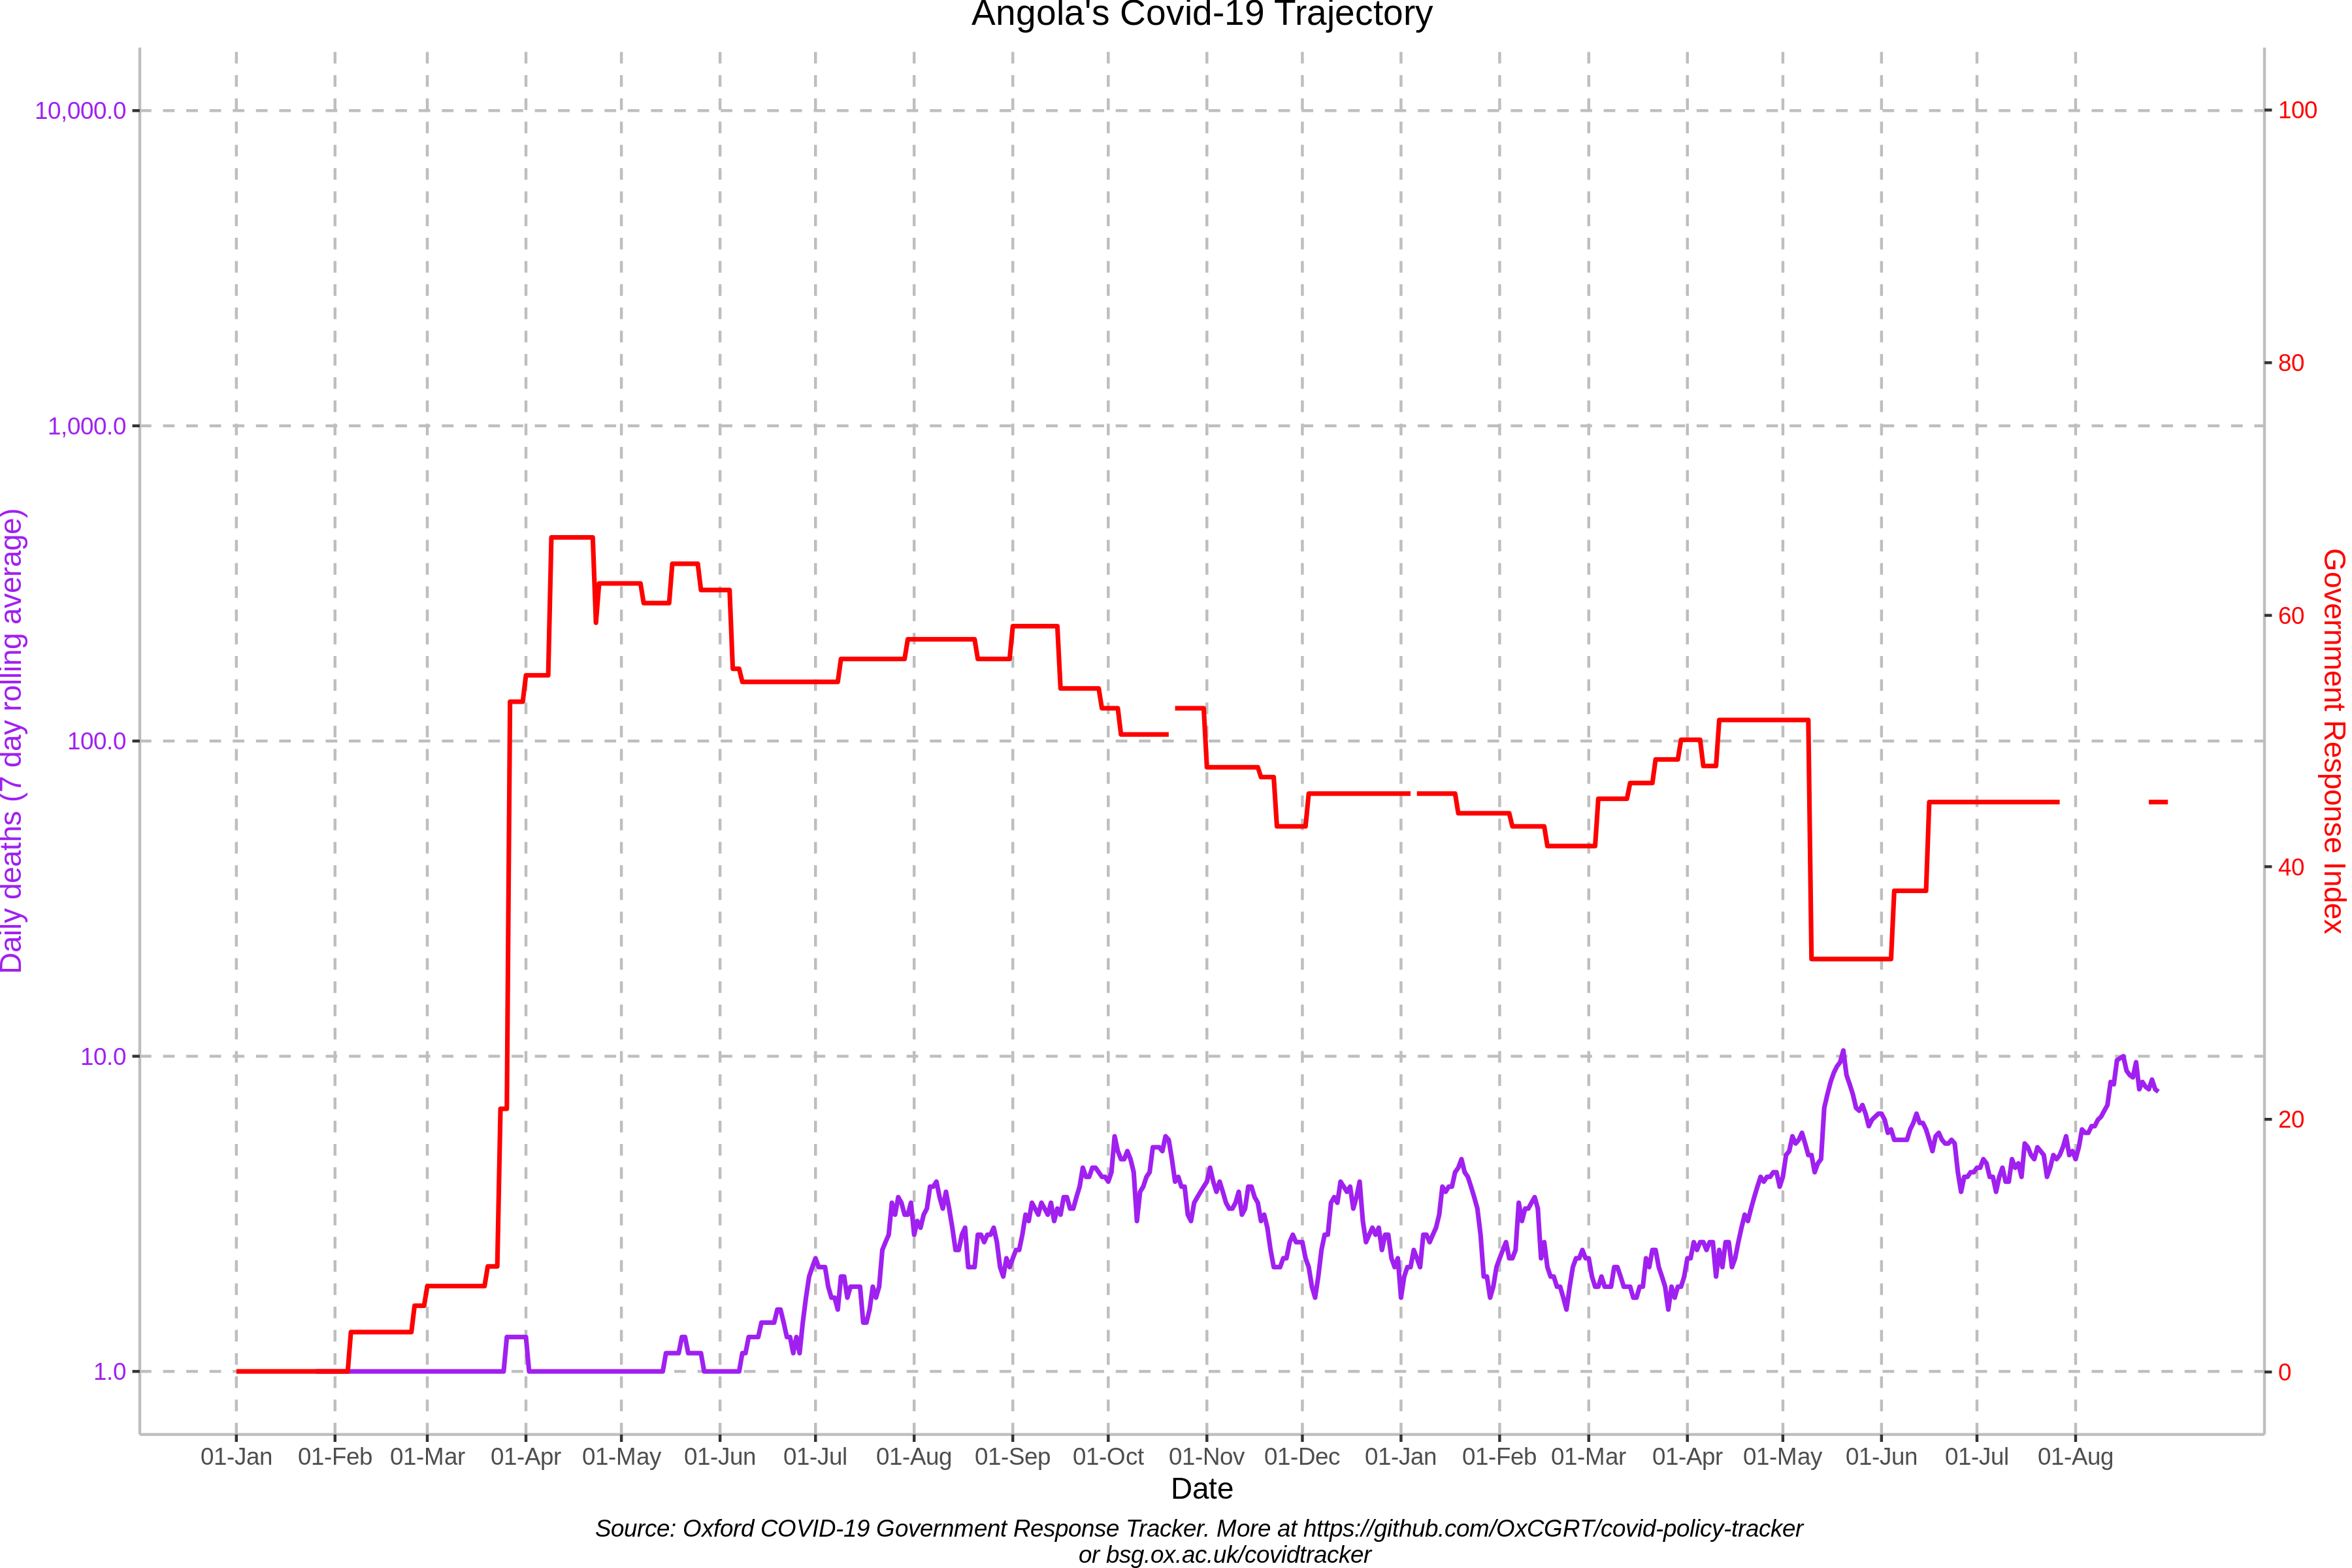 Angola's Covid-19 Trajectory
10,000.0
1,000.0
100.0
10.0
1.0
Daily deaths (7 day rolling average)
100
80
60
40
20
0
Government Response Index
01-Jan 01-Feb 01-Mar 01-Apr 01-May 01-Jun 01-Jul 01-Aug 01-Sep 01-Oct 01-Nov 01-Dec 01-Jan 01-Feb 01-Mar 01-Apr 01-May 01-Jun 01-Jul 01-Aug
Date
Source: Oxford COVID-19 Government Response Tracker. More at https://github.com/OxCGRT/covid-policy-tracker
or bsg.ox.ac.uk/covidtracker